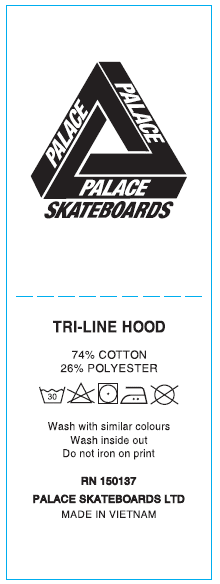 PALACE
PALACE
PALACE
SKATEBOARDS
TRI-LINE HOOD
74% COTTON
26% POLYESTER
30
Wash with similar colours
Wash inside out
Do not iron on print
RN 150137
PALACE SKATEBOARDS LTD
MADE IN VIETNAM